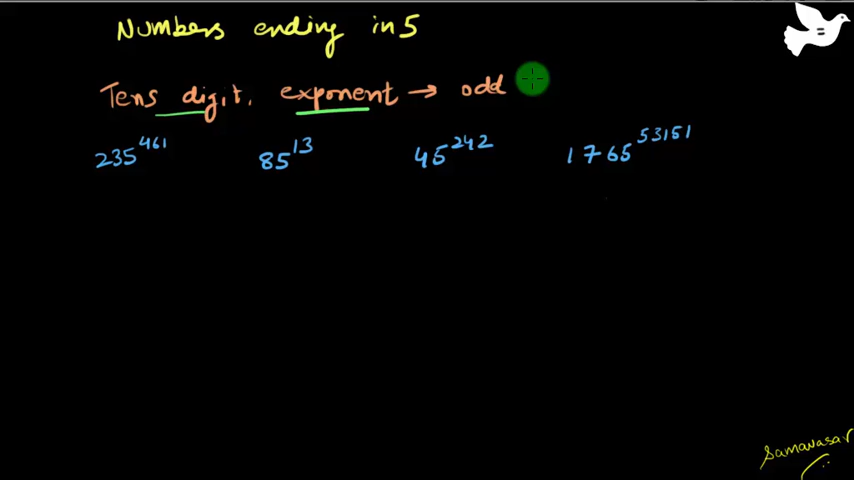 Numbers ending in 5
Tens digit, exponent → odd
235^461 85^13 45^242 1765^53151
Samavasar